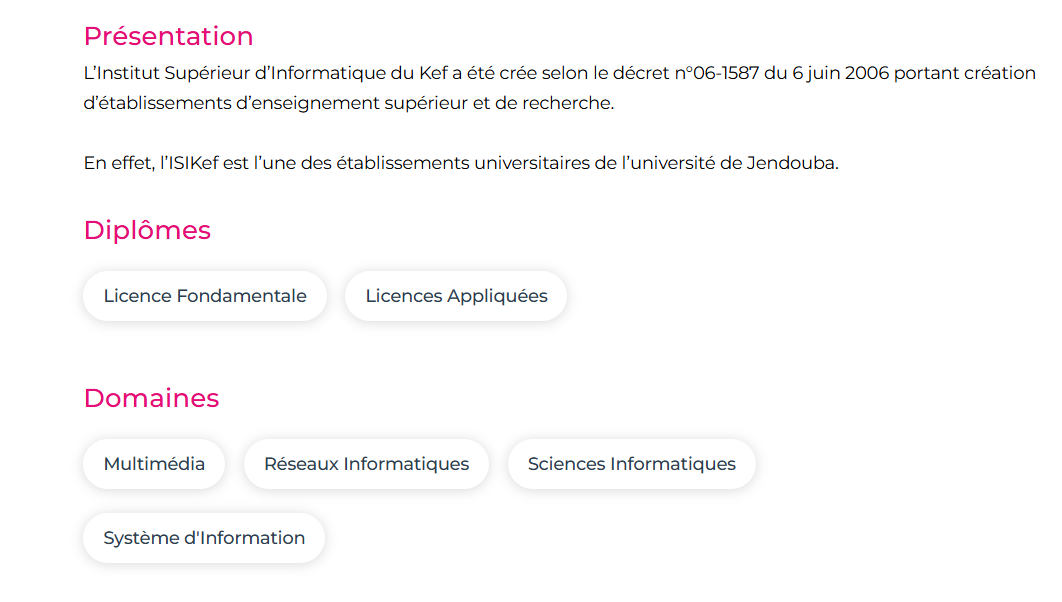 Présentation
L’Institut Supérieur d’Informatique du Kef a été crée selon le décret n°06-1587 du 6 juin 2006 portant création
d’établissements d’enseignement supérieur et de recherche.
En effet, l’ISIKef est l’une des établissements universitaires de l’université de Jendouba.
Diplômes
Licence Fondamentale Licences Appliquées
Domaines
Multimédia Réseaux Informatiques Sciences Informatiques
Système d'Information